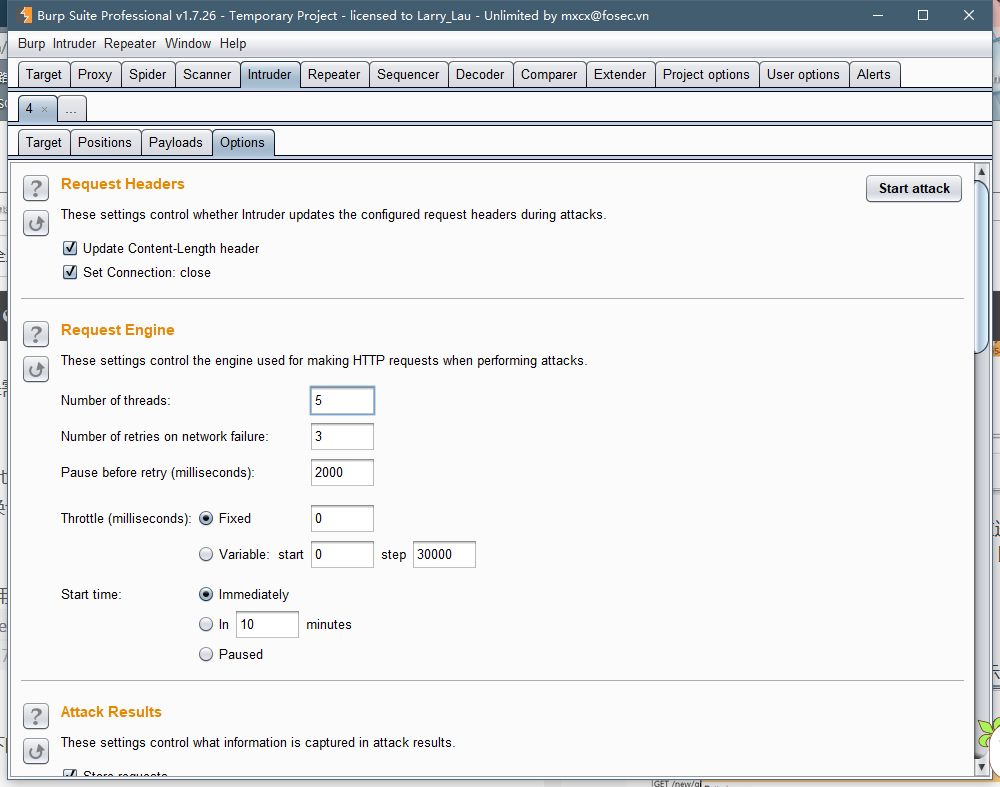 Burp Suite Professional v1.7.26 - Temporary Project - licensed to Larry_Lau - Unlimited by mxcx@fosec.vn
Burp Intruder Repeater Window Help
Target Proxy Spider Scanner Intruder Repeater Sequencer Decoder Comparer Extender Project options User options Alerts
4 × ...
Target Positions Payloads Options
? Request Headers
Start attack
These settings control whether Intruder updates the configured request headers during attacks.
Update Content-Length header
Set Connection: close
? Request Engine
These settings control the engine used for making HTTP requests when performing attacks.
Number of threads: 5
Number of retries on network failure: 3
Pause before retry (milliseconds): 2000
Throttle (milliseconds): Fixed 0
Variable: start 0 step 30000
Start time: Immediately
In 10 minutes
Paused
? Attack Results
These settings control what information is captured in attack results.
Store requests
GET /new/